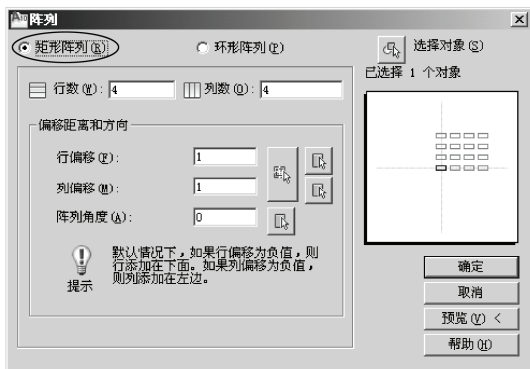 阵列
矩形阵列(R)
环形阵列(P)
选择对象(S)
已选择 1 个对象
行数(W): 4
列数(O): 4
偏移距离和方向
行偏移(F): 1
列偏移(M): 1
阵列角度(A): 0
默认情况下，如果行偏移为负值，则
行添加在下面。如果列偏移为负值，
则列添加在左边。
提示
确定
取消
预览(V) <
帮助(H)